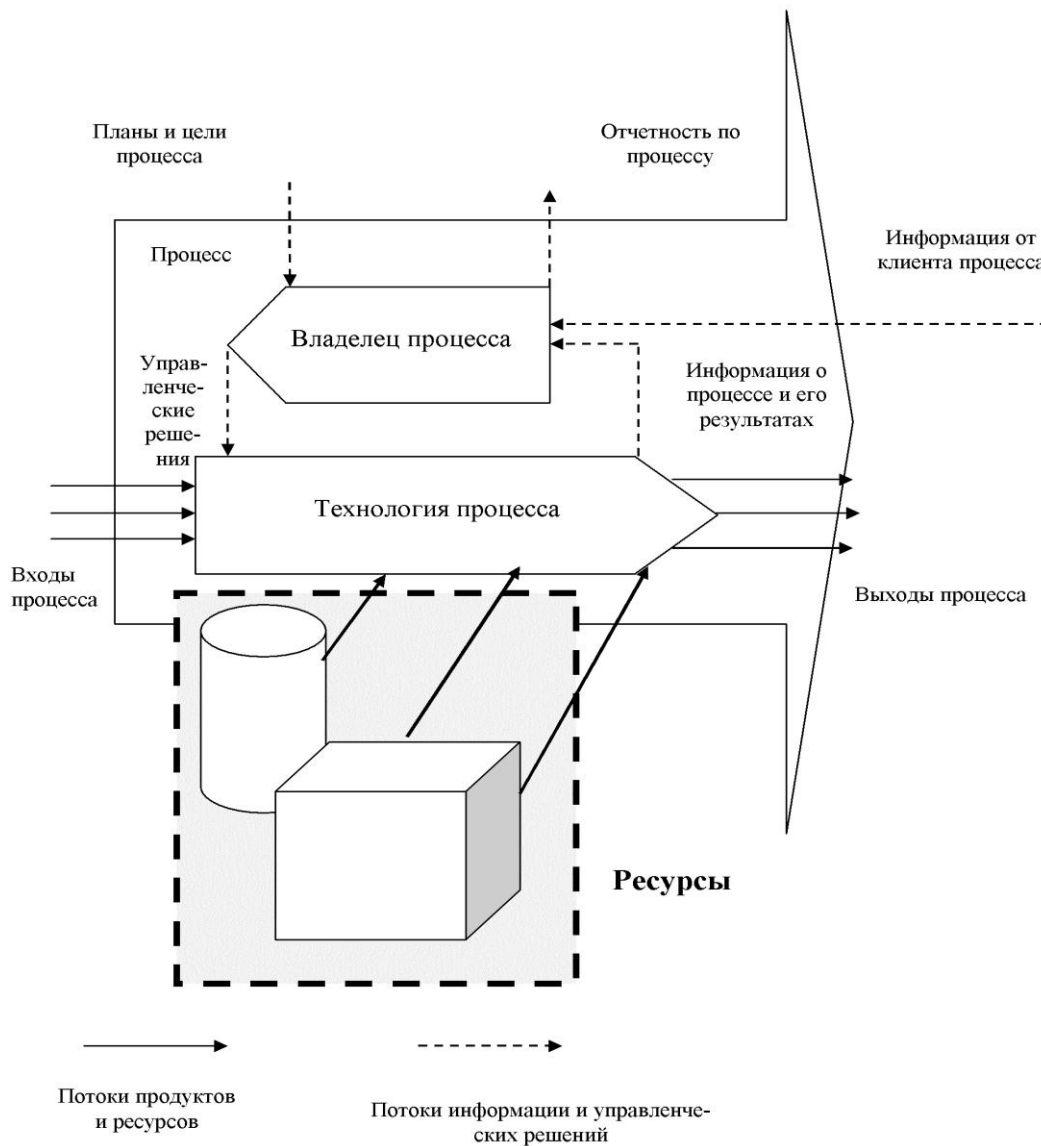 Планы и цели
процесса
Отчетность по
процессу
Информация от
клиента процесса
Процесс
Владелец процесса
Управ-
ленче-
ские
реше-
ния
Информация о
процессе и его
результатах
Технология процесса
Входы
процесса
Выходы процесса
Ресурсы
Потоки продуктов
и ресурсов
Потоки информации и управленче-
ских решений